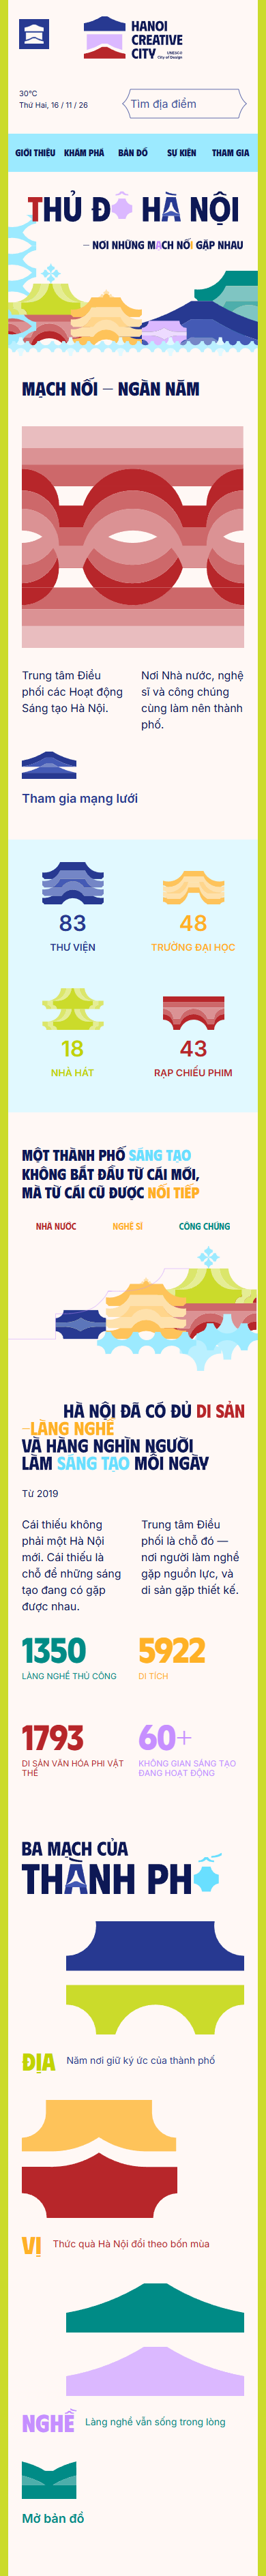 HANOI
CREATIVE
CITY
UNESCO
City of Design
30°C
Thứ Hai, 16 / 11 / 26
Tìm địa điểm
GIỚI THIỆU KHÁM PHÁ BẢN ĐỒ SỰ KIỆN THAM GIA
THỦ ĐÔ HÀ NỘI
– NƠI NHỮNG MẠCH NỐI GẶP NHAU
MẠCH NỐI – NGÀN NĂM
Trung tâm Điều
phối các Hoạt động
Sáng tạo Hà Nội.
Nơi Nhà nước, nghệ
sĩ và công chúng
cùng làm nên thành
phố.
Tham gia mạng lưới
83
THƯ VIỆN
48
TRƯỜNG ĐẠI HỌC
18
NHÀ HÁT
43
RẠP CHIẾU PHIM
MỘT THÀNH PHỐ SÁNG TẠO
KHÔNG BẮT ĐẦU TỪ CÁI MỚI,
MÀ TỪ CÁI CŨ ĐƯỢC NỐI TIẾP
NHÀ NƯỚC NGHỆ SĨ CÔNG CHÚNG
HÀ NỘI ĐÃ CÓ ĐỦ DI SẢN
–LÀNG NGHỀ
VÀ HÀNG NGHÌN NGƯỜI
LÀM SÁNG TẠO MỖI NGÀY
Từ 2019
Cái thiếu không
phải một Hà Nội
mới. Cái thiếu là
chỗ để những sáng
tạo đang có gặp
được nhau.
Trung tâm Điều
phối là chỗ đó —
nơi người làm nghề
gặp nguồn lực, và
di sản gặp thiết kế.
1350
LÀNG NGHỀ THỦ CÔNG
5922
DI TÍCH
1793
DI SẢN VĂN HÓA PHI VẬT
THỂ
60+
KHÔNG GIAN SÁNG TẠO
ĐANG HOẠT ĐỘNG
BA MẠCH CỦA
THÀNH PHỐ
ĐỊA Năm nơi giữ ký ức của thành phố
VỊ Thức quà Hà Nội đổi theo bốn mùa
NGHỀ Làng nghề vẫn sống trong lòng
Mở bản đồ